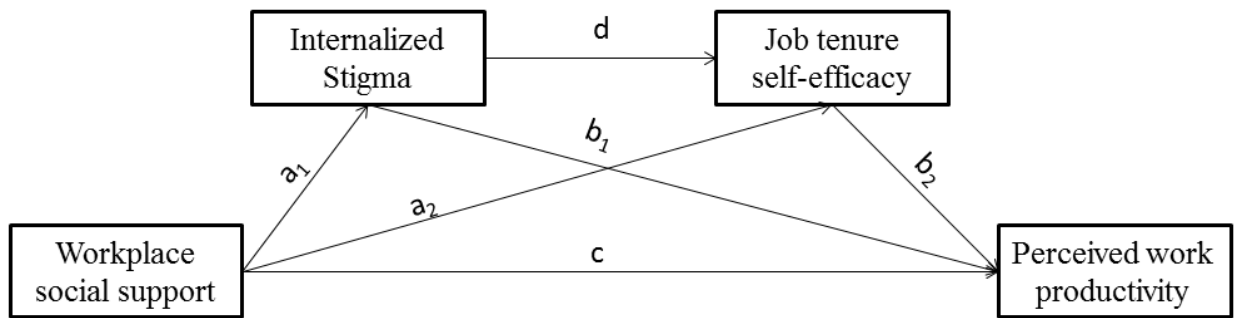 Internalized
Stigma
d
Job tenure
self-efficacy
a₁
b₁
a₂
b₂
Workplace
social support
c
Perceived work
productivity